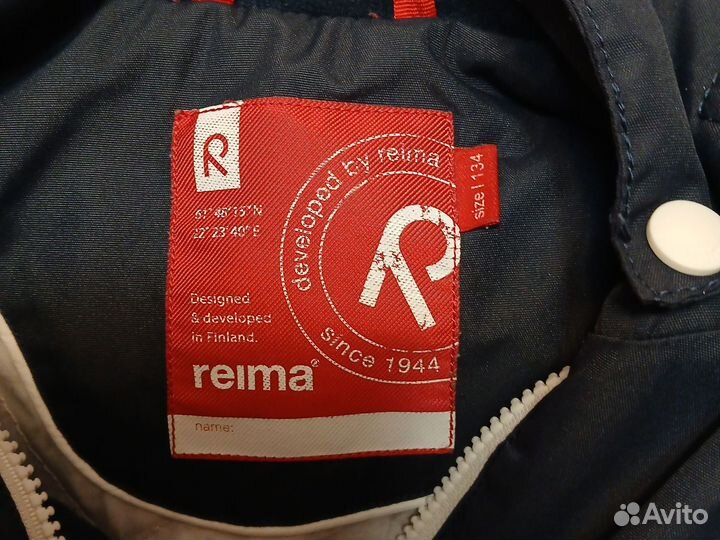 61°46'15"N
22°23'40"E
developed by reima
since 1944
size | 134
Designed
& developed
in Finland.
reima®
name:
Avito